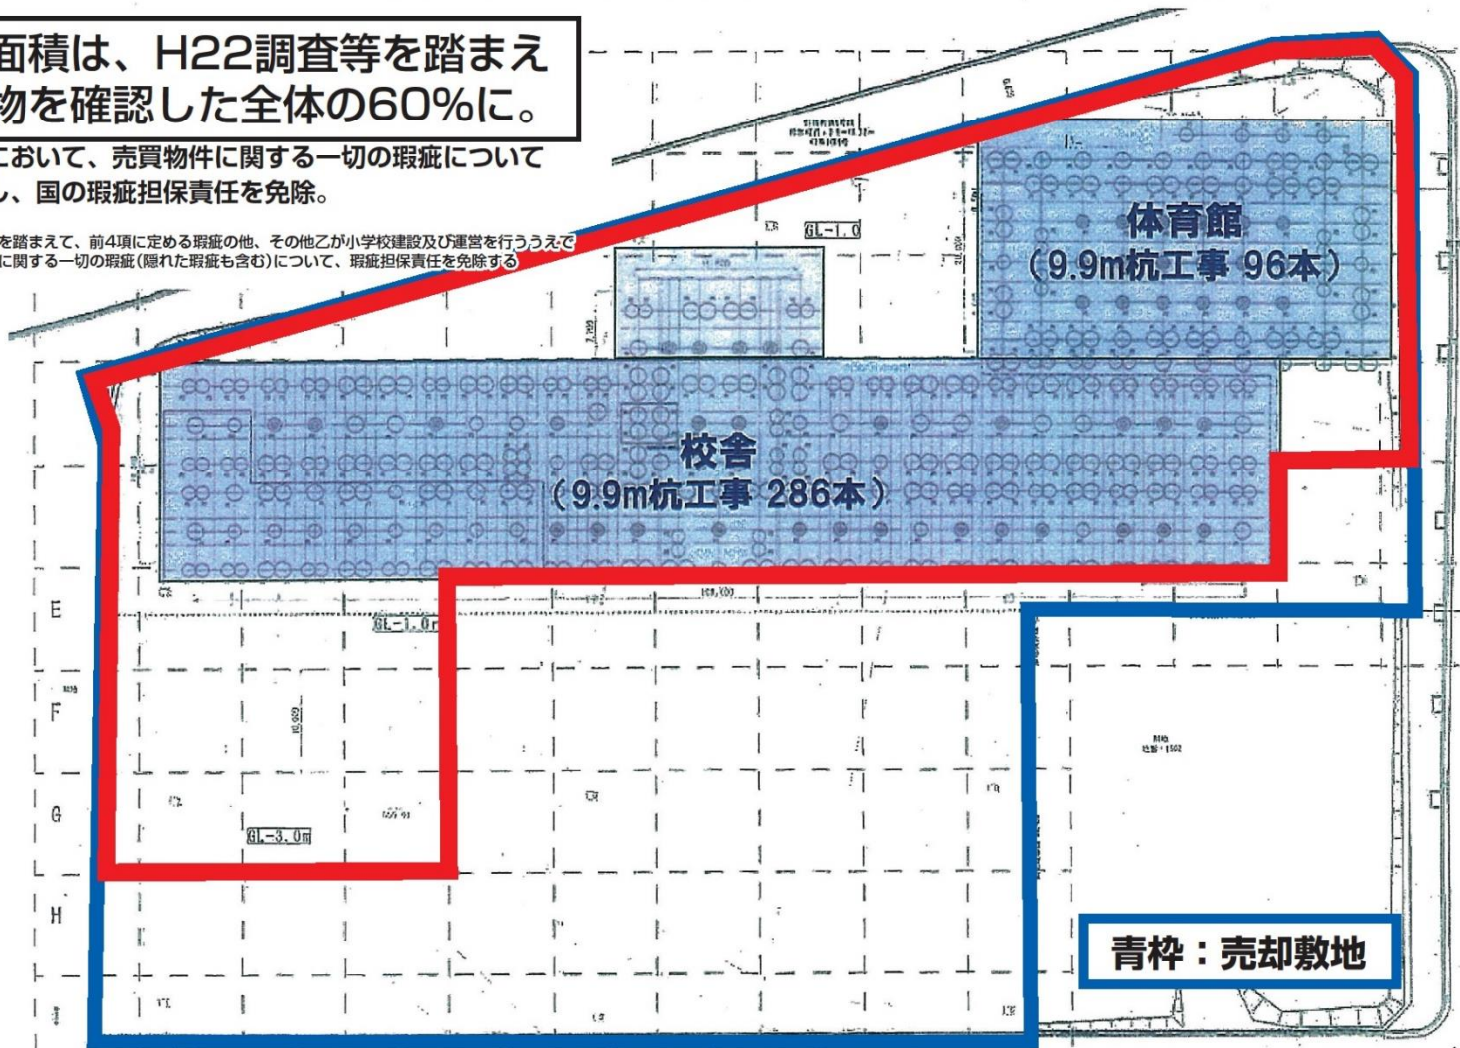 面積は、H22調査等を踏まえ
物を確認した全体の60%に。
において、売買物件に関する一切の瑕疵について
し、国の瑕疵担保責任を免除。
を踏まえて、前4項に定める瑕疵の他、その他乙が小学校建設及び運営を行ううえで
に関する一切の瑕疵(隠れた瑕疵も含む)について、瑕疵担保責任を免除する
GL-1.0
体育館
(9.9m杭工事 96本)
校舎
(9.9m杭工事 286本)
E
GL-1.0m
F
10,000
G
GL-3.0m
H
青枠：売却敷地